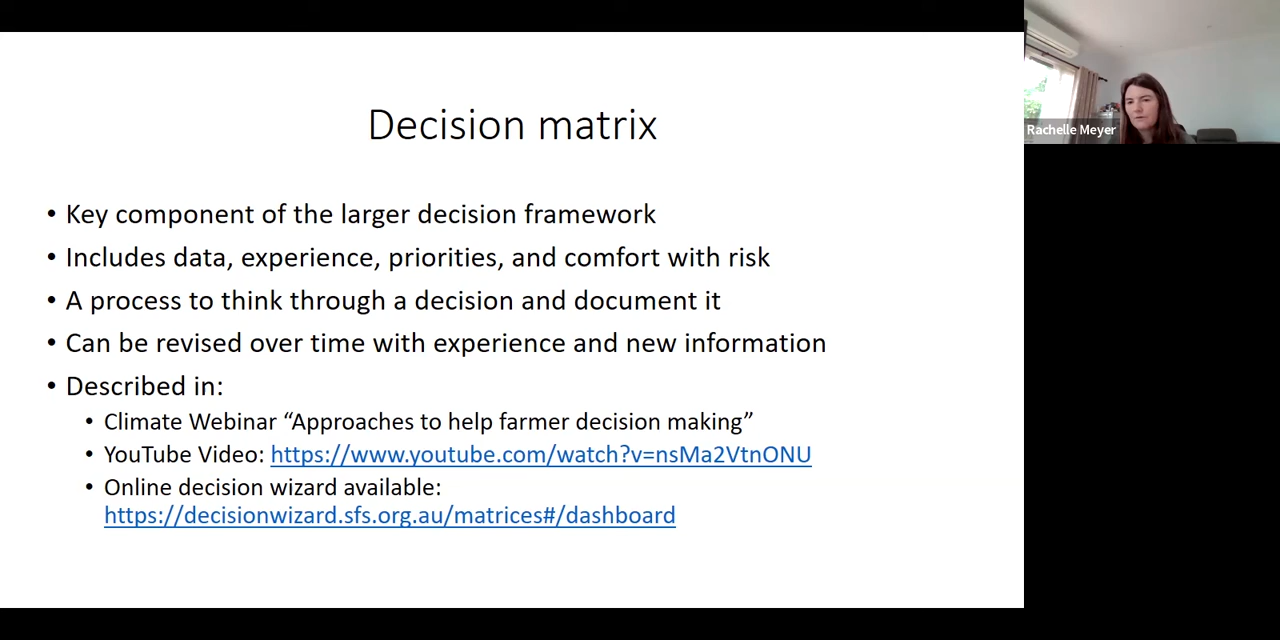 Decision matrix
• Key component of the larger decision framework
• Includes data, experience, priorities, and comfort with risk
• A process to think through a decision and document it
• Can be revised over time with experience and new information
• Described in:
• Climate Webinar “Approaches to help farmer decision making”
• YouTube Video: https://www.youtube.com/watch?v=nsMa2VtnONU
• Online decision wizard available:
https://decisionwizard.sfs.org.au/matrices#/dashboard
Rachelle Meyer